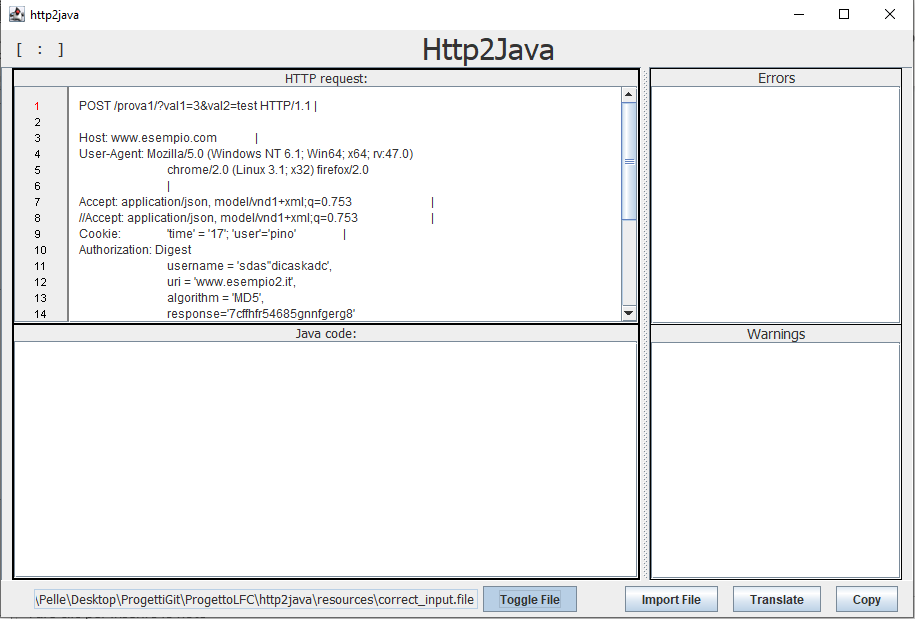 http2java
[ : ]
Http2Java
HTTP request:
1 POST /prova1/?val1=3&val2=test HTTP/1.1 |
2
3 Host: www.esempio.com |
4 User-Agent: Mozilla/5.0 (Windows NT 6.1; Win64; x64; rv:47.0)
5 chrome/2.0 (Linux 3.1; x32) firefox/2.0
6 |
7 Accept: application/json, model/vnd1+xml;q=0.753 |
8 //Accept: application/json, model/vnd1+xml;q=0.753 |
9 Cookie: 'time' = '17'; 'user'='pino' |
10 Authorization: Digest
11 username = 'sdas"dicaskadc',
12 uri = 'www.esempio2.it',
13 algorithm = 'MD5',
14 response='7cffhfr54685gnnfgerg8'
Errors
Java code:
Warnings
\Pelle\Desktop\ProgettiGit\ProgettoLFC\http2java\resources\correct_input.file
Toggle File
Import File
Translate
Copy